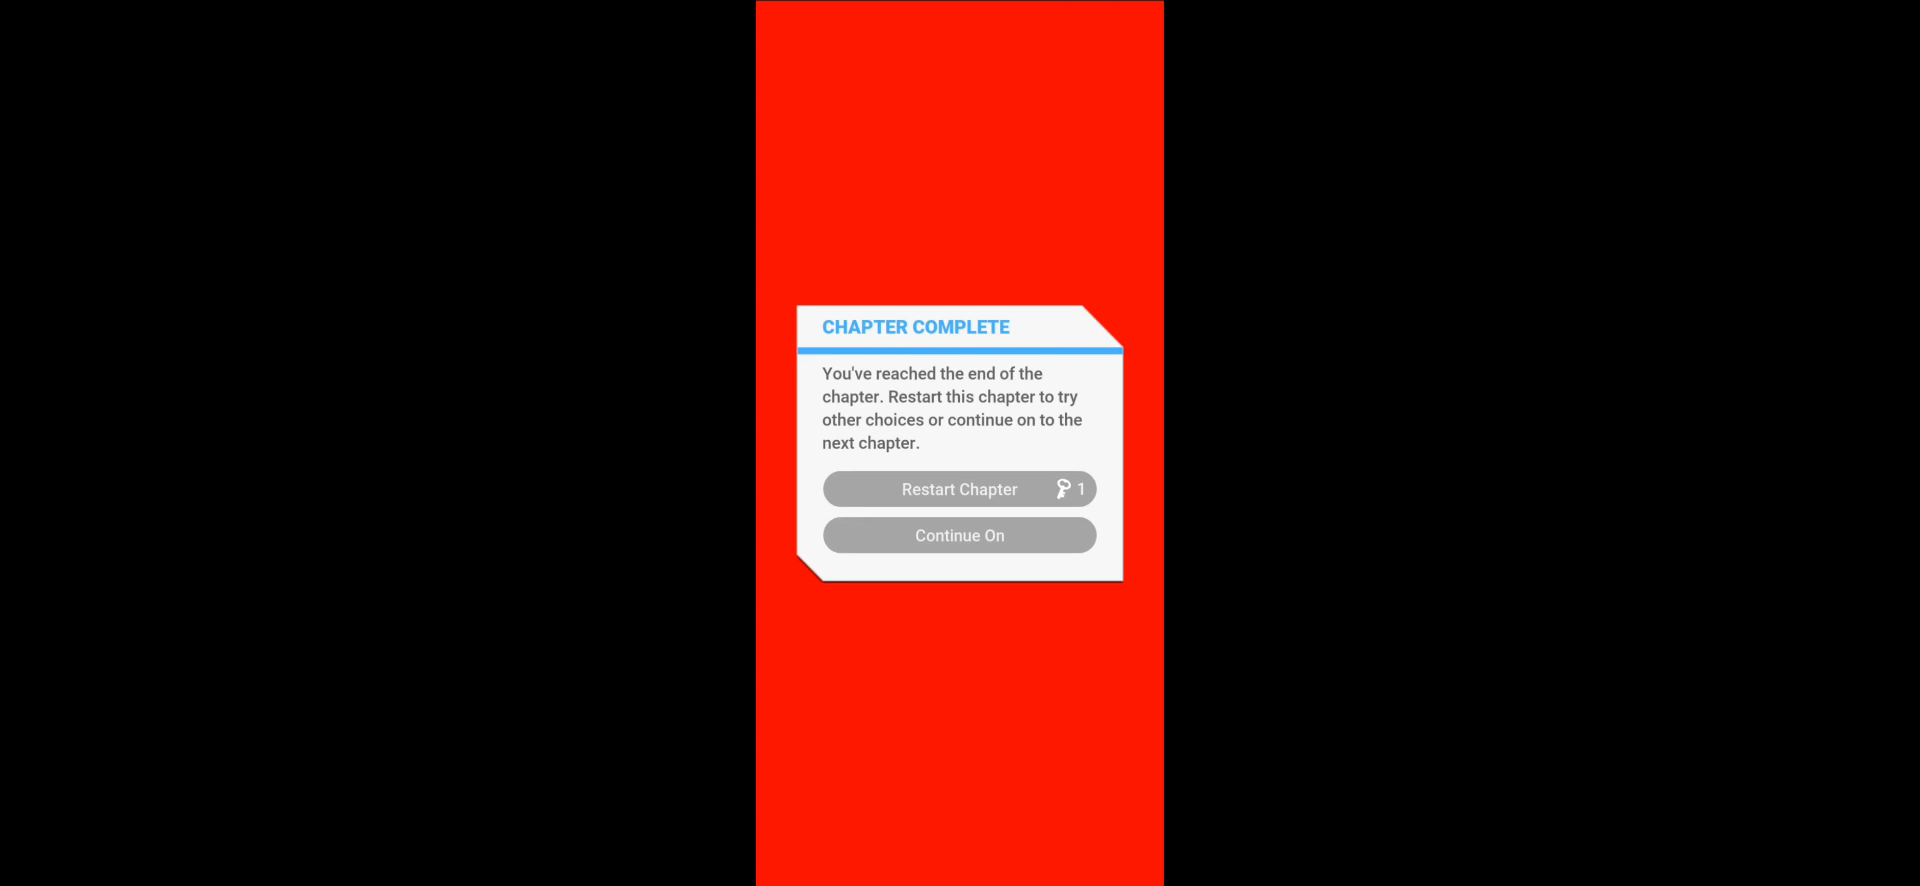 CHAPTER COMPLETE
You've reached the end of the
chapter. Restart this chapter to try
other choices or continue on to the
next chapter.
Restart Chapter 1
Continue On